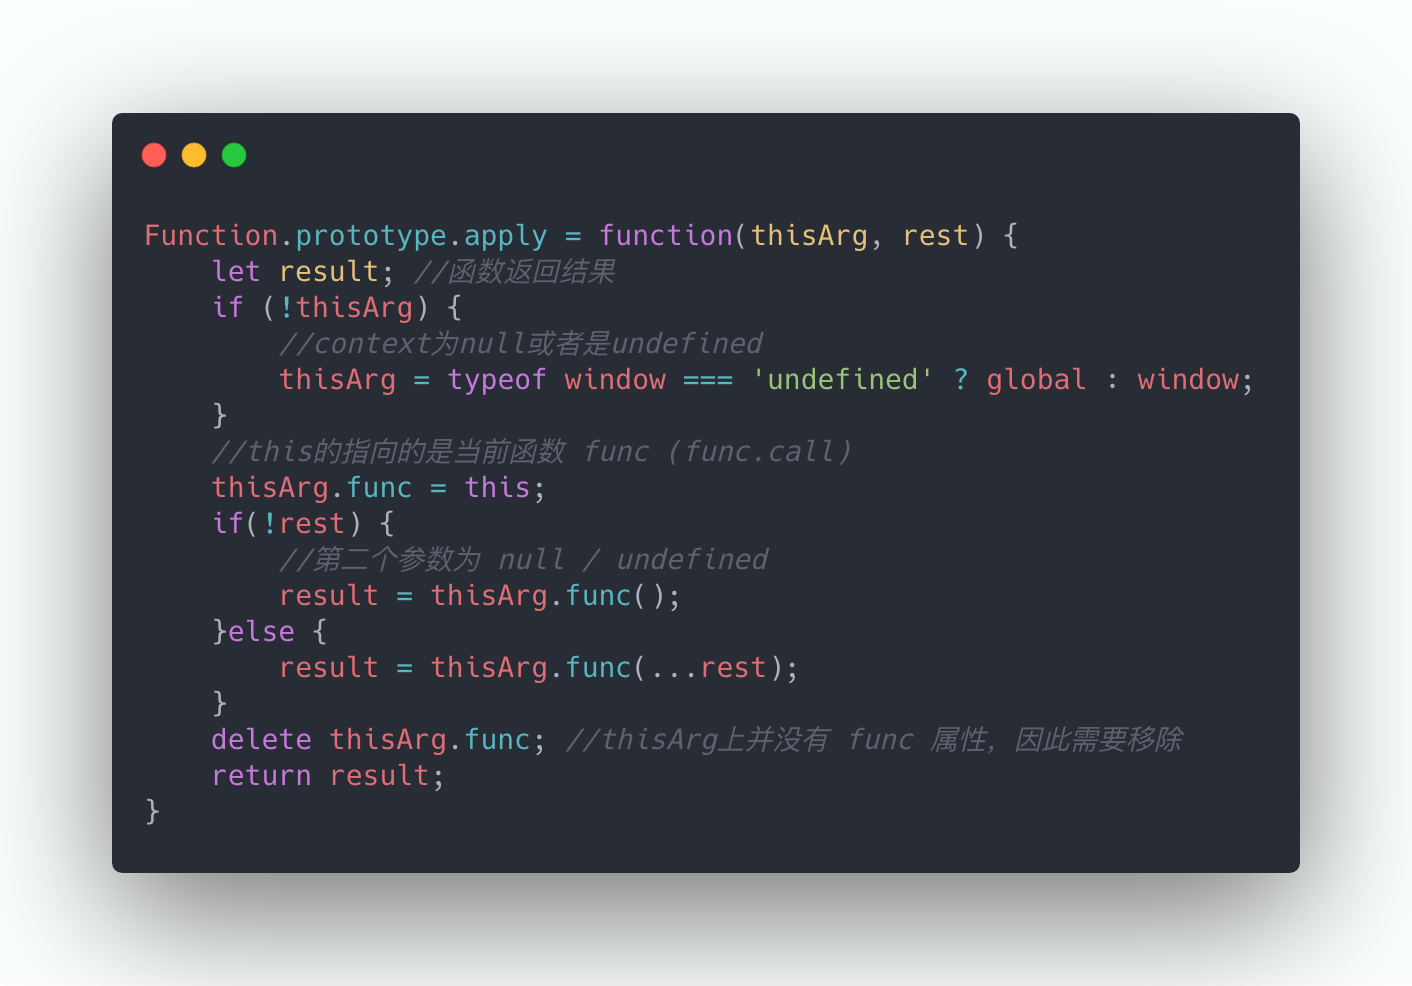 Function.prototype.apply = function(thisArg, rest) {
    let result; //函数返回结果
    if (!thisArg) {
        //context为null或者是undefined
        thisArg = typeof window === 'undefined' ? global : window;
    }
    //this的指向的是当前函数 func (func.call)
    thisArg.func = this;
    if(!rest) {
        //第二个参数为 null / undefined
        result = thisArg.func();
    }else {
        result = thisArg.func(...rest);
    }
    delete thisArg.func; //thisArg上并没有 func 属性，因此需要移除
    return result;
}